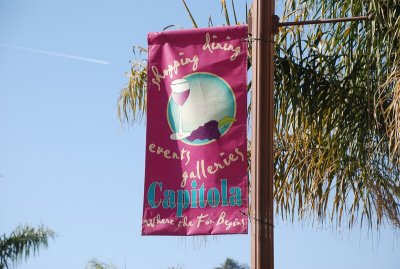 shopping dining
events
galleries
Capitola
Where the Fun Begins